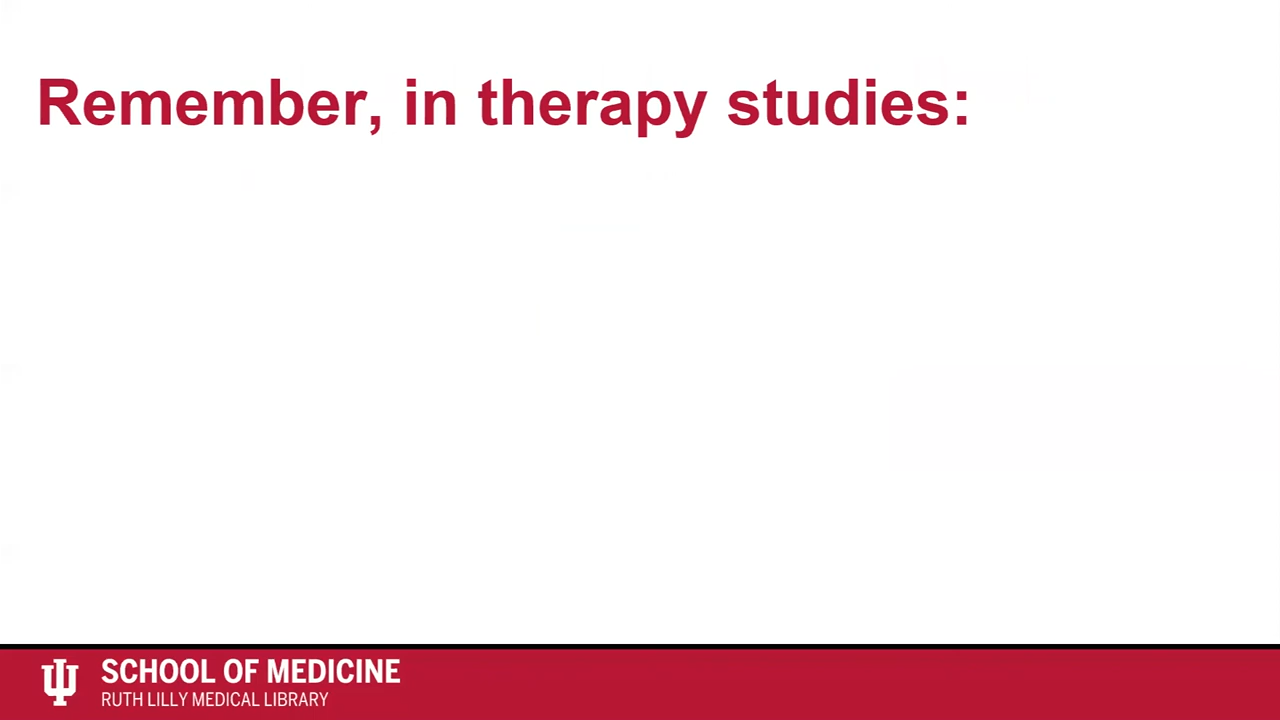 Remember, in therapy studies:
SCHOOL OF MEDICINE
RUTH LILLY MEDICAL LIBRARY